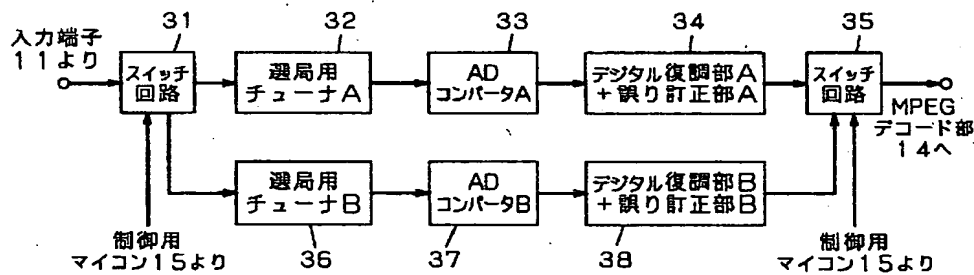 31
32
33
34
35
入力端子
11より
スイッチ
回路
選局用
チューナA
AD
コンバータA
デジタル復調部A
+誤り訂正部A
スイッチ
回路
MPEG
デコード部
14へ
選局用
チューナB
AD
コンバータB
デジタル復調部B
+誤り訂正部B
制御用
マイコン15より
36
37
38
制御用
マイコン15より